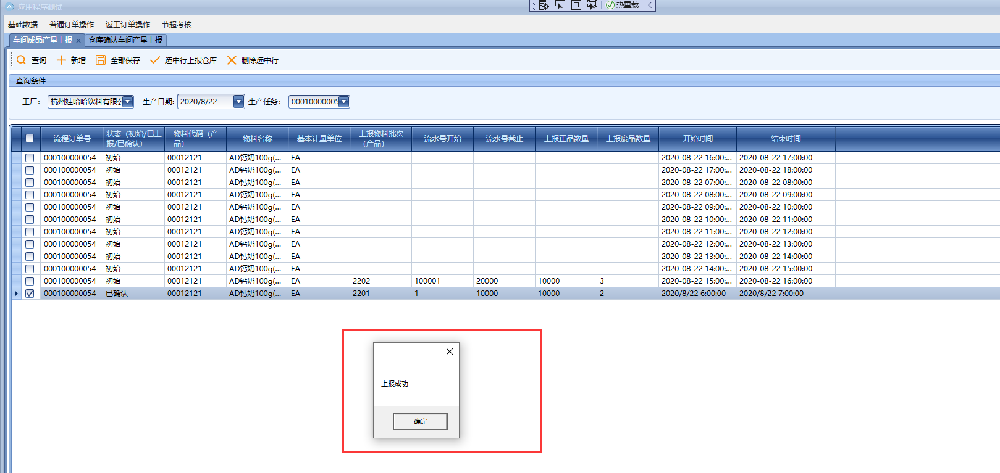 应用程序测试
热重载
基础数据 普通订单操作 返工订单操作 节超考核
车间成品产量上报 仓库确认车间产量上报
查询 新增 全部保存 选中行上报仓库 删除选中行
查询条件
工厂： 杭州娃哈哈饮料有限公 生产日期: 2020/8/22 生产任务： 00010000005
流程订单号 状态（初始/已上报/已确认） 物料代码（产品） 物料名称 基本计量单位 上报物料批次（产品） 流水号开始 流水号截止 上报正品数量 上报废品数量 开始时间 结束时间
000100000054 初始 00012121 AD钙奶100g(... EA 2020-08-22 16:00:... 2020-08-22 17:00:00
000100000054 初始 00012121 AD钙奶100g(... EA 2020-08-22 17:00:... 2020-08-22 18:00:00
000100000054 初始 00012121 AD钙奶100g(... EA 2020-08-22 07:00:... 2020-08-22 08:00:00
000100000054 初始 00012121 AD钙奶100g(... EA 2020-08-22 08:00:... 2020-08-22 09:00:00
000100000054 初始 00012121 AD钙奶100g(... EA 2020-08-22 09:00:... 2020-08-22 10:00:00
000100000054 初始 00012121 AD钙奶100g(... EA 2020-08-22 10:00:... 2020-08-22 11:00:00
000100000054 初始 00012121 AD钙奶100g(... EA 2020-08-22 11:00:... 2020-08-22 12:00:00
000100000054 初始 00012121 AD钙奶100g(... EA 2020-08-22 12:00:... 2020-08-22 13:00:00
000100000054 初始 00012121 AD钙奶100g(... EA 2020-08-22 13:00:... 2020-08-22 14:00:00
000100000054 初始 00012121 AD钙奶100g(... EA 2020-08-22 14:00:... 2020-08-22 15:00:00
000100000054 初始 00012121 AD钙奶100g(... EA 2202 100001 20000 10000 3 2020-08-22 15:00:... 2020-08-22 16:00:00
000100000054 已确认 00012121 AD钙奶100g(... EA 2201 1 10000 10000 2 2020/8/22 6:00:00 2020/8/22 7:00:00
上报成功
确定